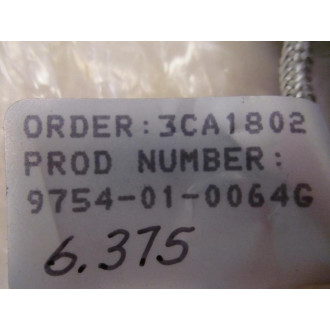 ORDER:3CA1802
PROD NUMBER:
9754-01-0064G
6.375